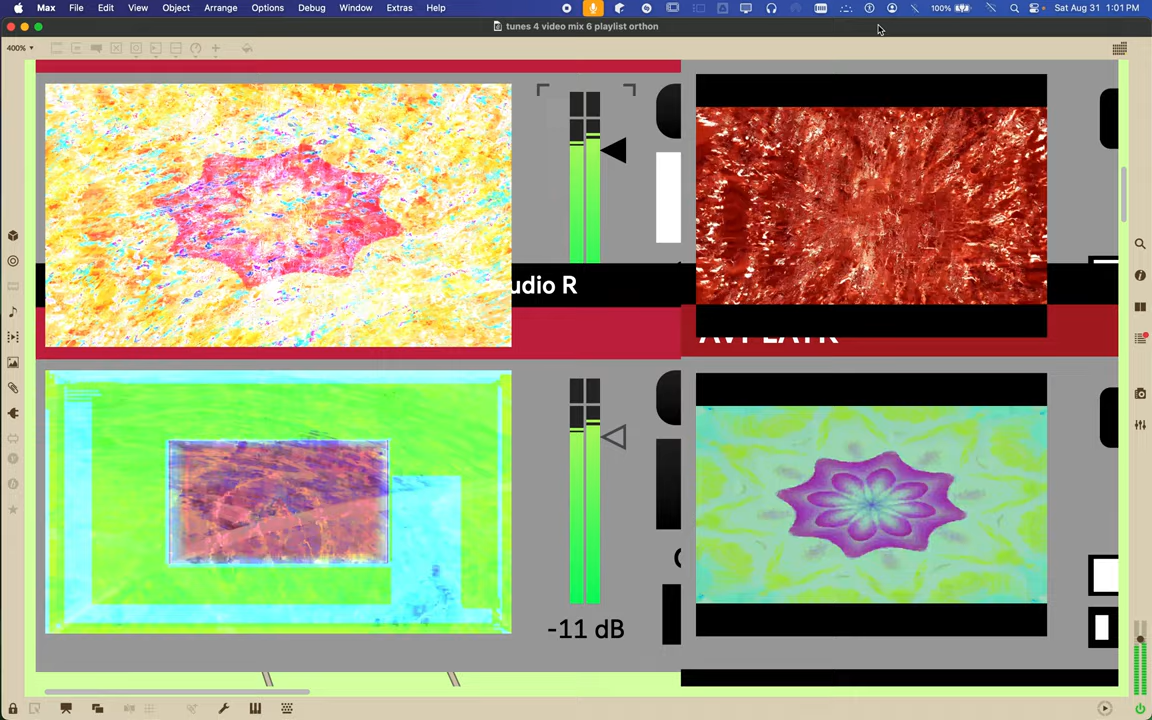 Max File Edit View Object Arrange Options Debug Window Extras Help 100% Sat Aug 31 1:01 PM
tunes 4 video mix 6 playlist orthon
400%
udio R
-11 dB